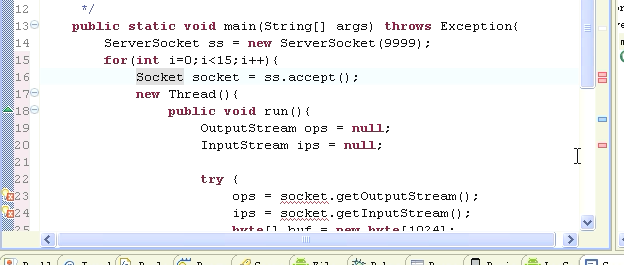 12 */
13 public static void main(String[] args) throws Exception{
14 ServerSocket ss = new ServerSocket(9999);
15 for(int i=0;i<15;i++){
16 Socket socket = ss.accept();
17 new Thread(){
18 public void run(){
19 OutputStream ops = null;
20 InputStream ips = null;
21
22 try {
23 ops = socket.getOutputStream();
24 ips = socket.getInputStream();
25 byte[] buf = new byte[1024];